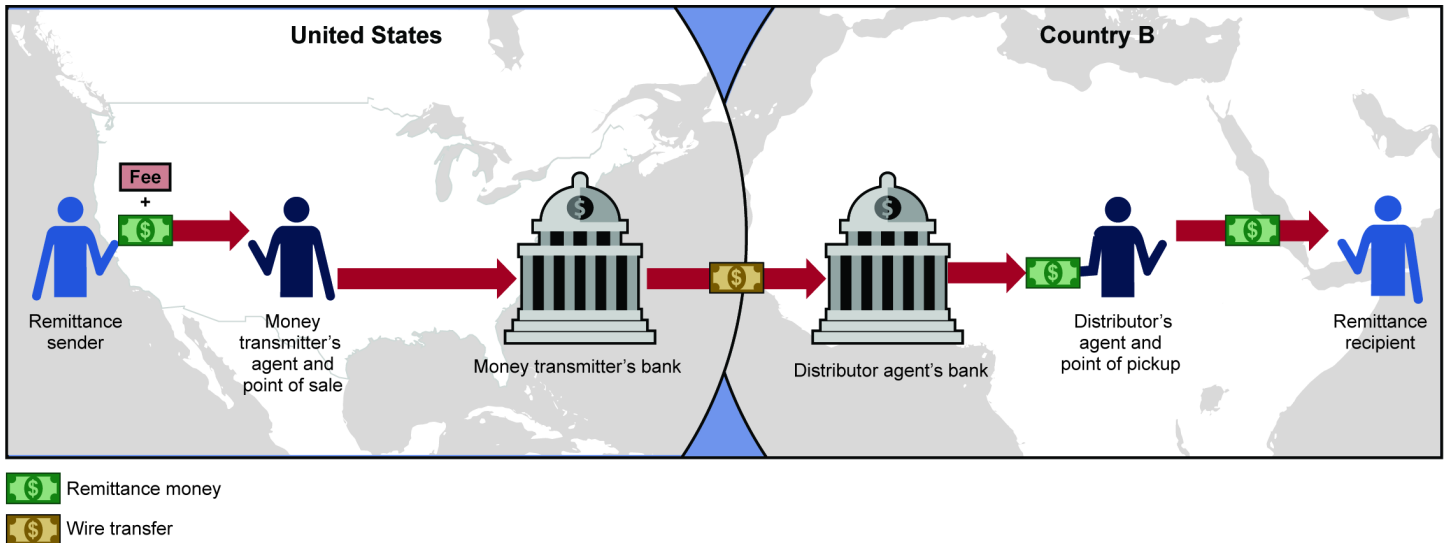 United States
Country B
Fee
+
$
$
$
$
$
$
Remittance
sender
Money
transmitter's
agent and
point of sale
Money transmitter's bank
Distributor agent's bank
Distributor's
agent and
point of pickup
Remittance
recipient
$ Remittance money
$ Wire transfer